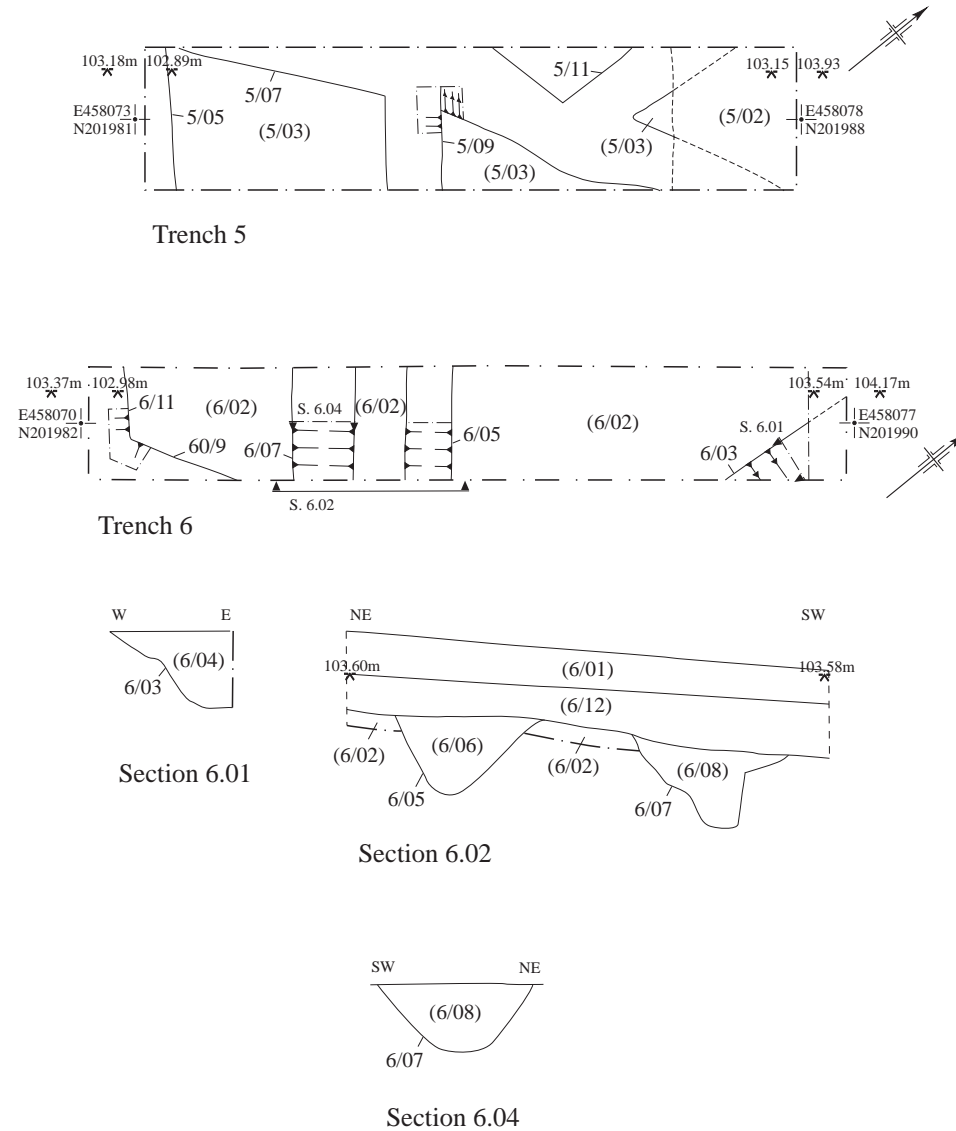 103.18m 102.89m 5/11 103.15 103.93
5/07
E458073 5/05 (5/03) (5/02) E458078
N201981 5/09 (5/03) N201988
(5/03)
Trench 5
103.37m 102.98m 103.54m 104.17m
6/11 (6/02) S. 6.04 (6/02) (6/02) S. 6.01
E458070 E458077
N201982 60/9 6/07 6/05 6/03 N201990
S. 6.02
Trench 6
W E
(6/04)
6/03
Section 6.01
NE SW
103.60m (6/01) 103.58m
(6/12)
(6/02) (6/06) (6/02) (6/08)
6/05 6/07
Section 6.02
SW NE
(6/08)
6/07
Section 6.04